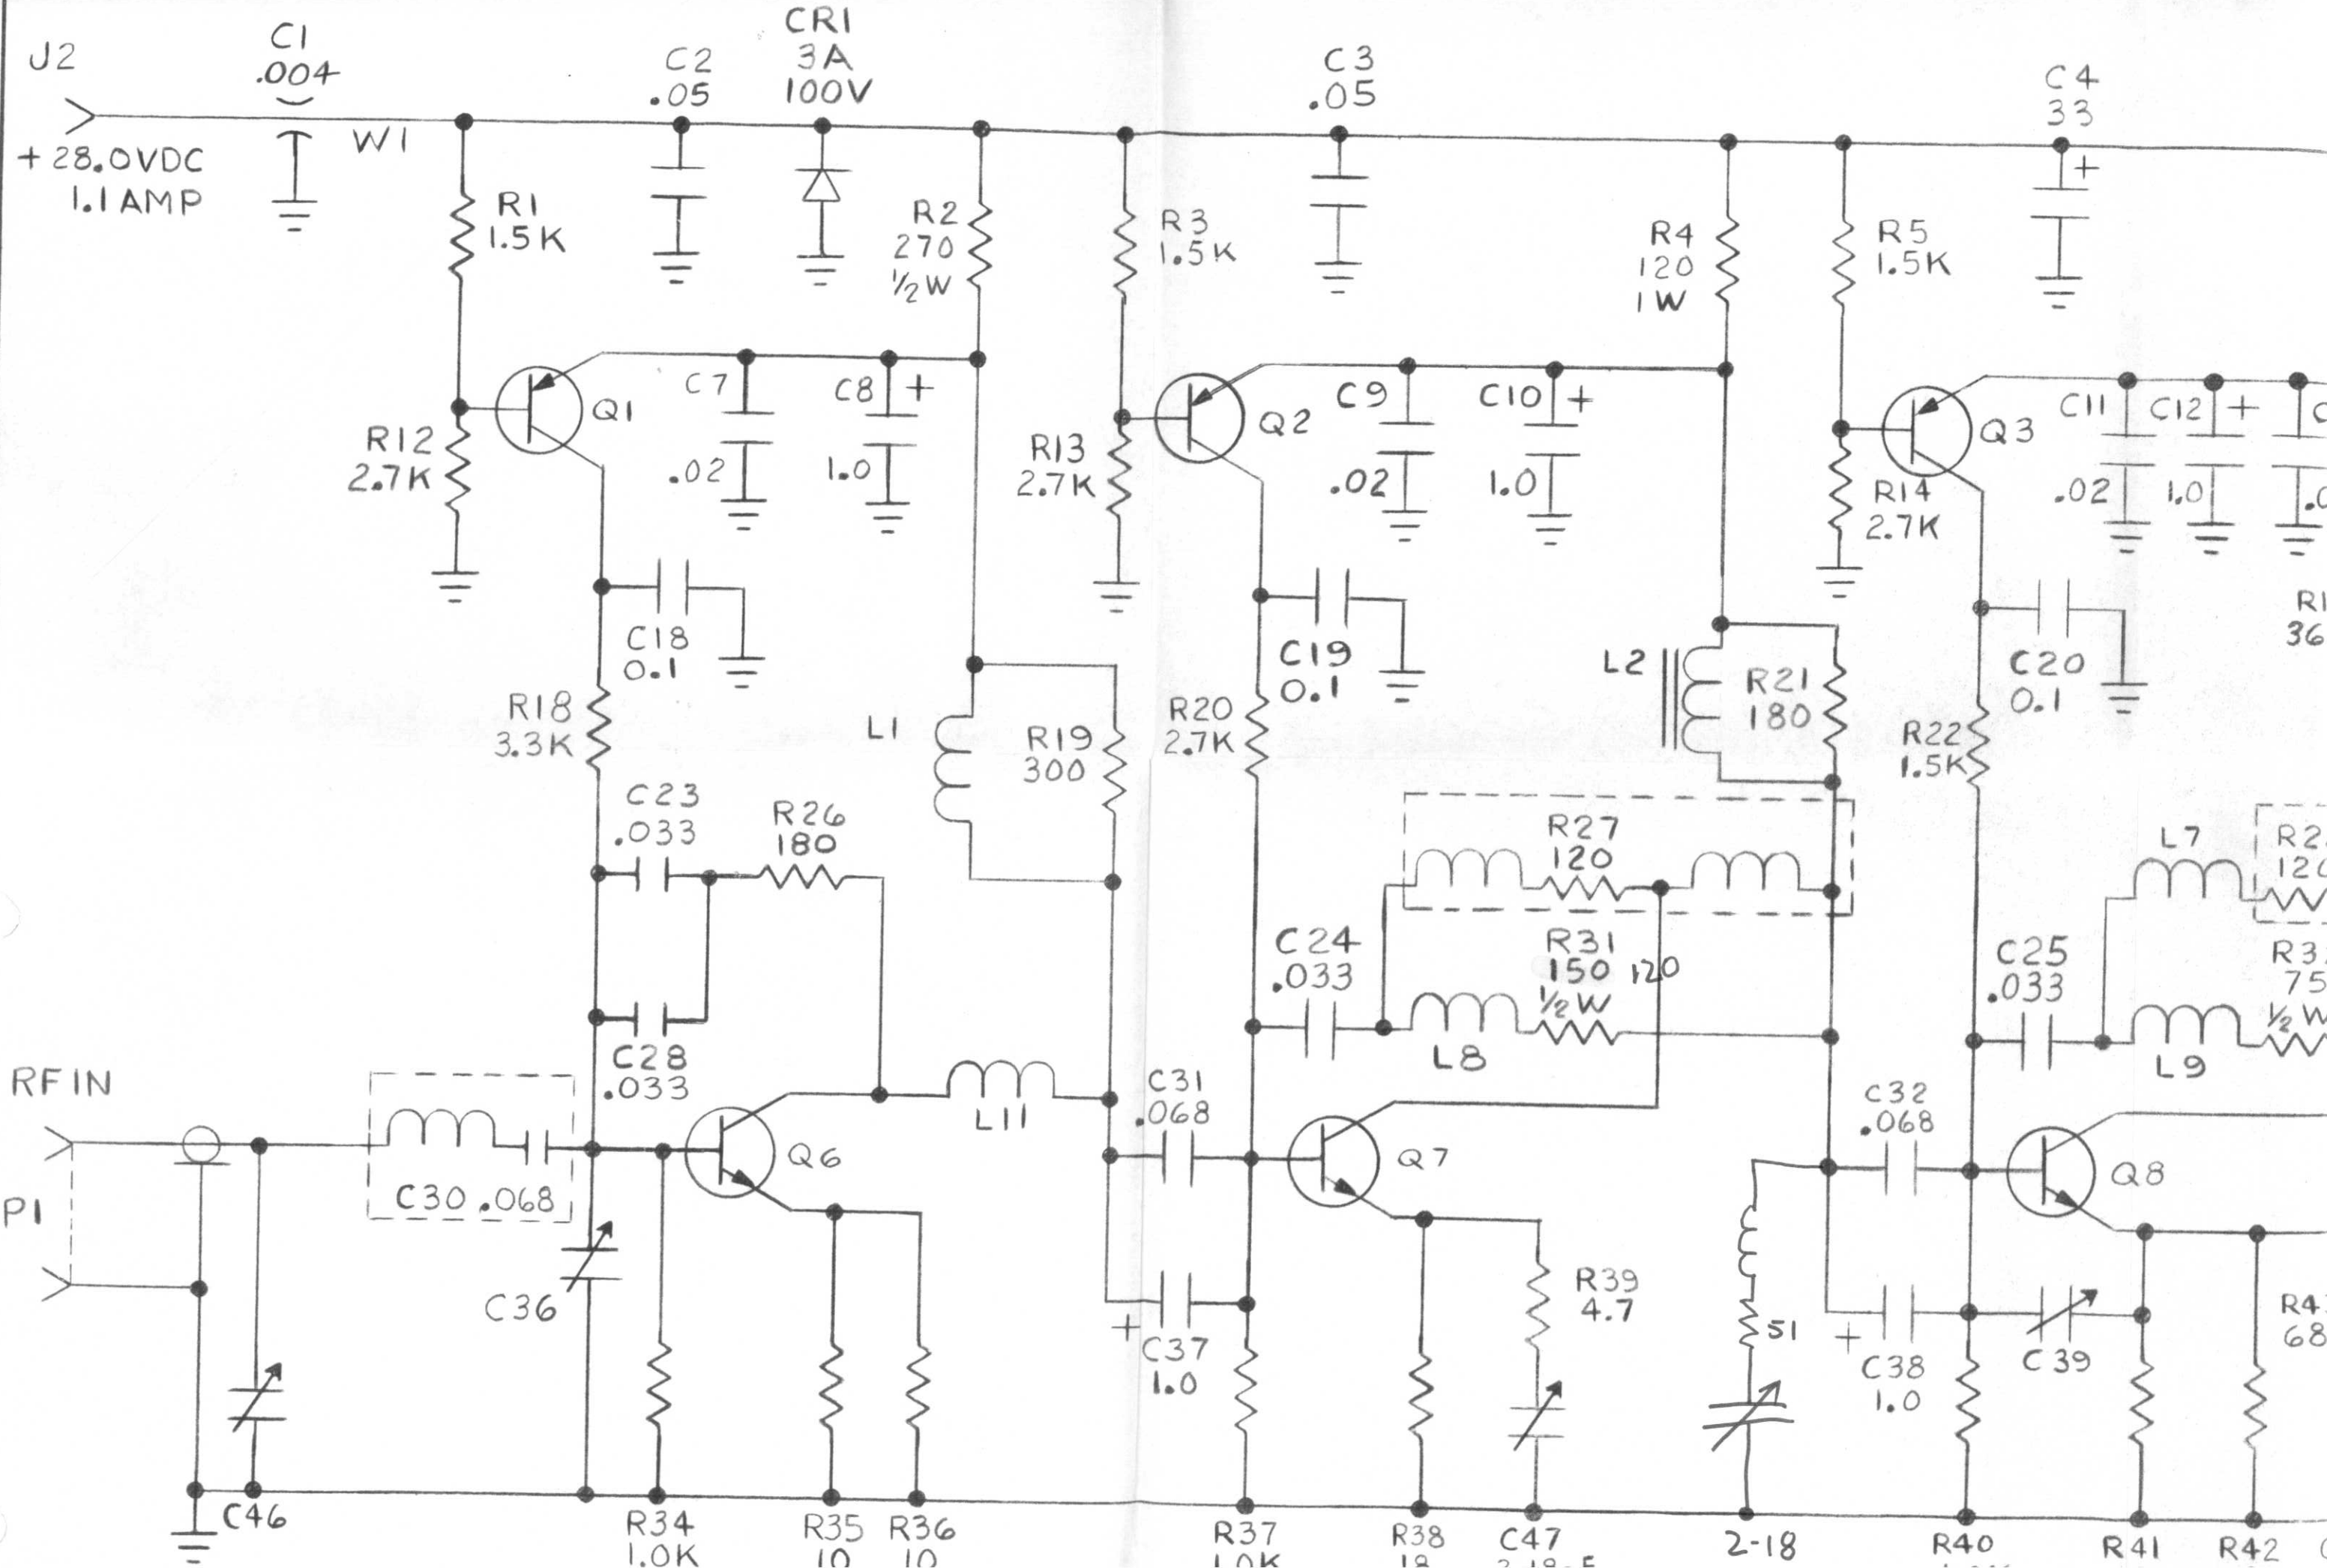 J2
C1
.004
+28.0VDC
1.1 AMP
W1
C2
.05
CR1
3A
100V
C3
.05
C4
33
+
R1
1.5K
R2
270
½W
R3
1.5K
R4
120
1W
R5
1.5K
Q1
C7
.02
C8 +
1.0
R12
2.7K
Q2
C9
.02
C10 +
1.0
R13
2.7K
Q3
C11
.02
C12 +
1.0
R14
2.7K
C18
0.1
C19
0.1
C20
0.1
R18
3.3K
L1
R19
300
R20
2.7K
L2
R21
180
R22
1.5K
C23
.033
R26
180
R27
120
L7
C28
.033
C24
.033
R31
150 120
½W
L8
C25
.033
L9
½W
RF IN
P1
C30 .068
Q6
L11
C31
.068
Q7
C32
.068
Q8
C36
+
C37
1.0
R39
4.7
51
+
C38
1.0
C39
C46
R34
1.0K
R35
10
R36
10
R37
1.0K
R38
18
C47
2-18
R40
R41
R42